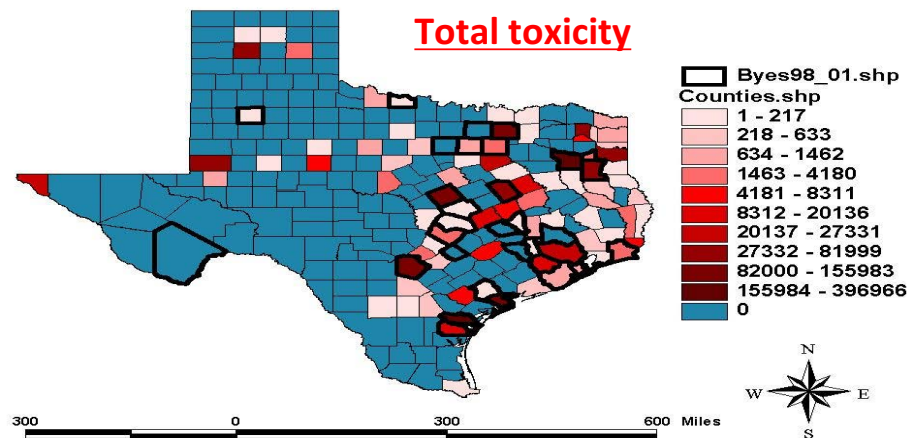 Total toxicity
Byes98_01.shp
Counties.shp
1 - 217
218 - 633
634 - 1462
1463 - 4180
4181 - 8311
8312 - 20136
20137 - 27331
27332 - 81999
82000 - 155983
155984 - 396966
0
N
W E
S
300 0 300 600 Miles